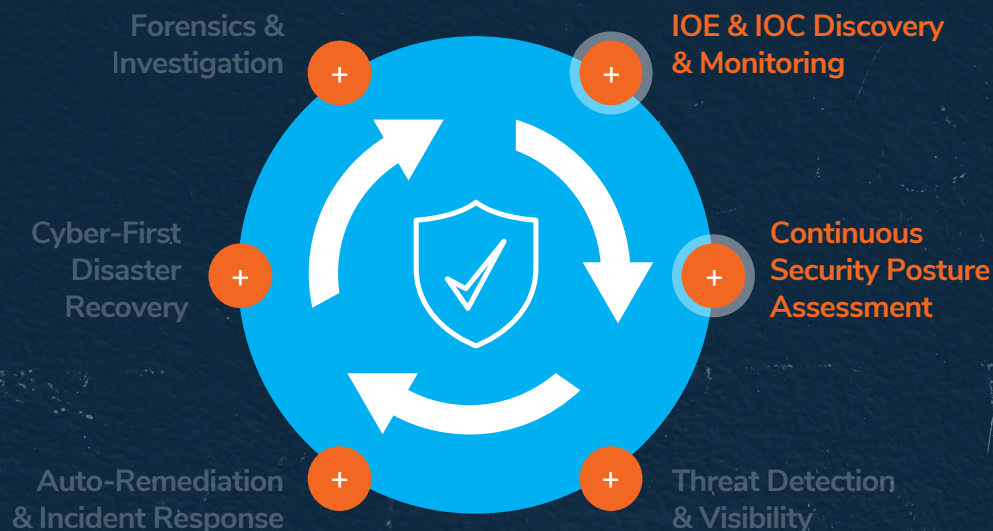 Forensics &
Investigation
IOE & IOC Discovery
& Monitoring
Cyber-First
Disaster
Recovery
Continuous
Security Posture
Assessment
Auto-Remediation
& Incident Response
Threat Detection
& Visibility